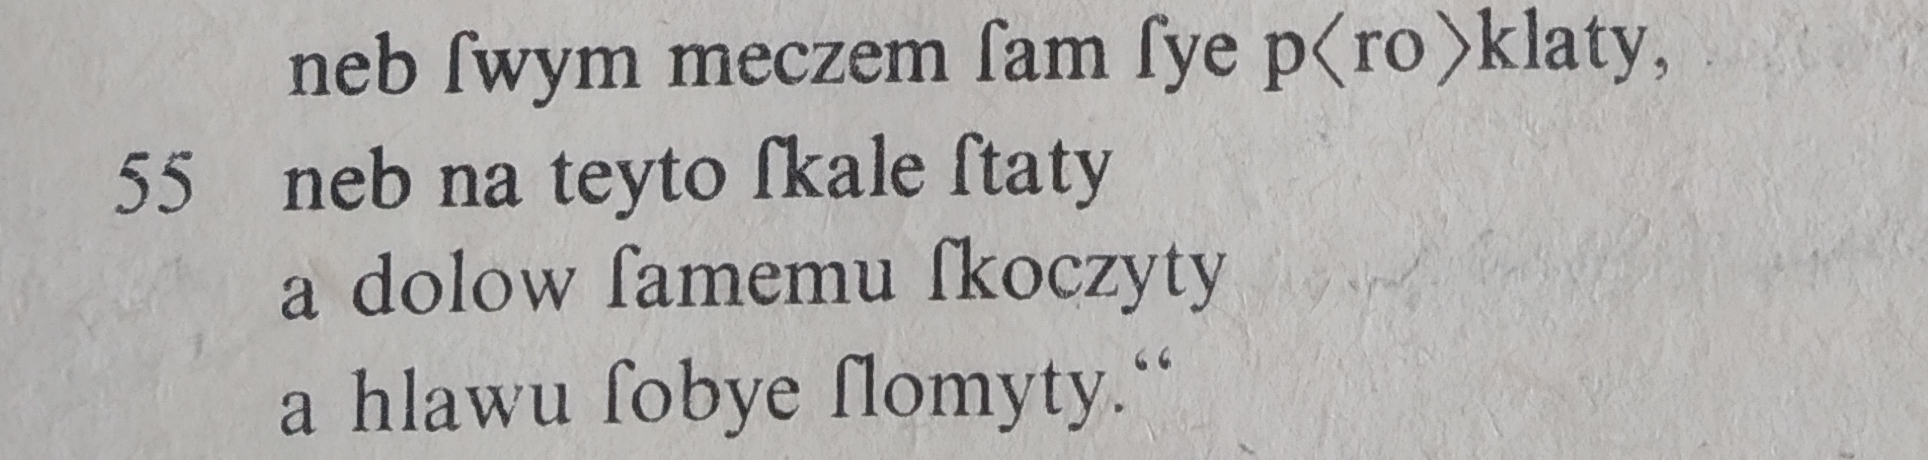 neb ſwym meczem ſam ſye p⟨ro⟩klaty,
55 neb na teyto ſkale ſtaty
a dolow ſamemu ſkoczyty
a hlawu ſobye ſlomyty.“